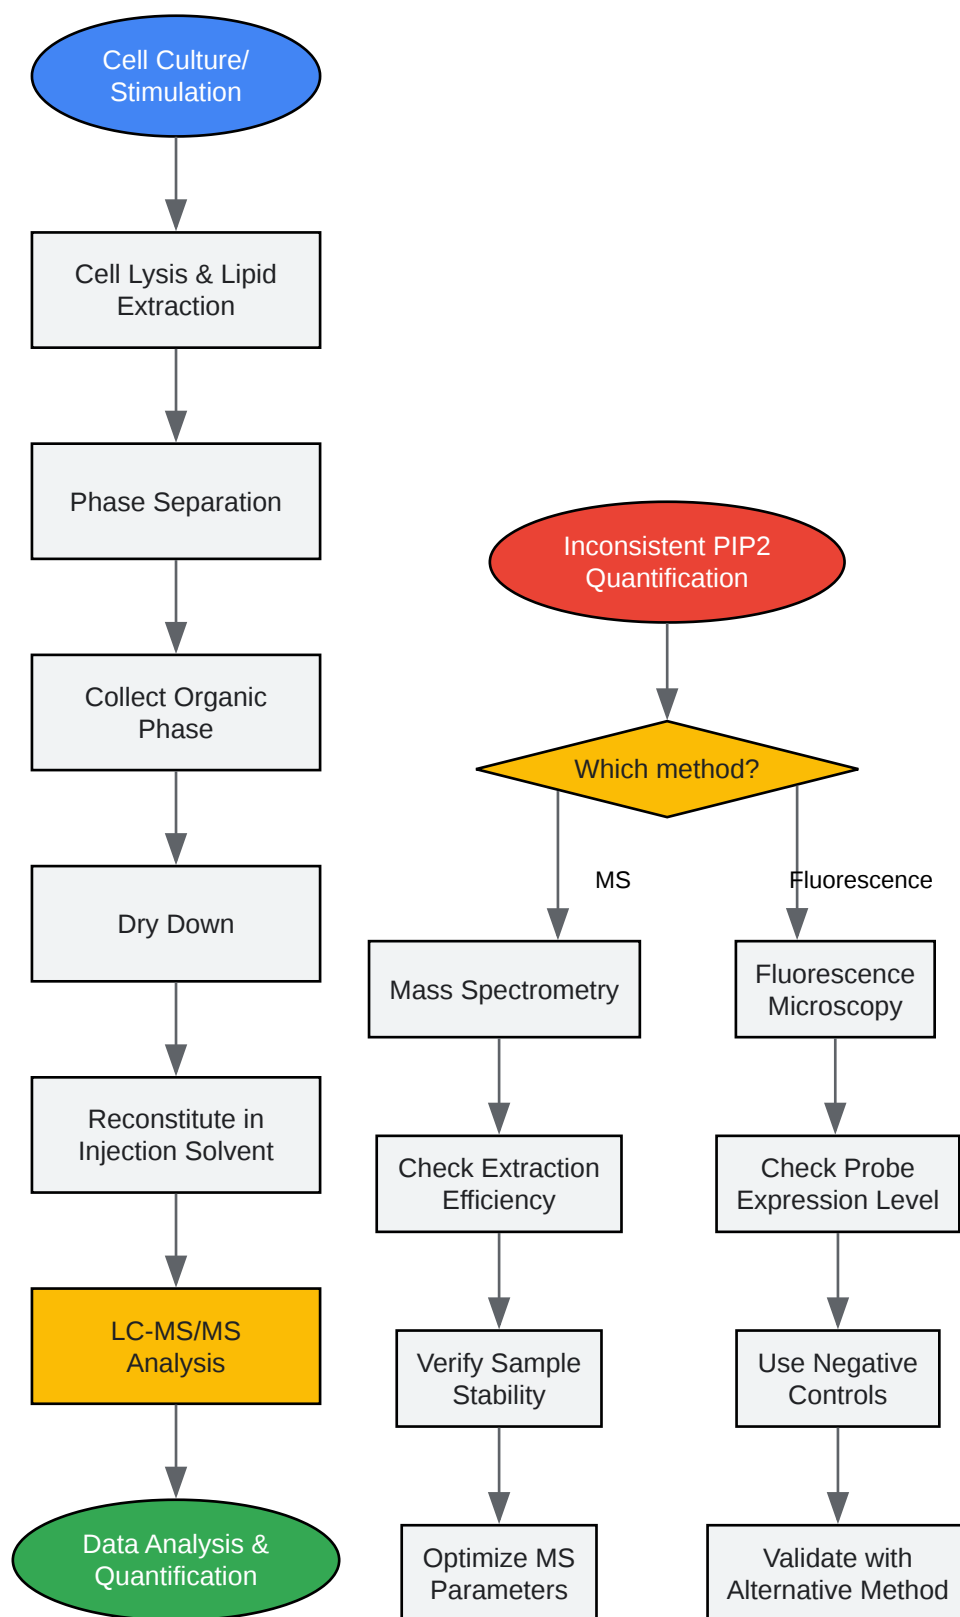 Cell Culture/
Stimulation
Cell Lysis & Lipid
Extraction
Phase Separation
Collect Organic
Phase
Dry Down
Reconstitute in
Injection Solvent
LC-MS/MS
Analysis
Data Analysis &
Quantification
Inconsistent PIP2
Quantification
Which method?
MS
Fluorescence
Mass Spectrometry
Check Extraction
Efficiency
Verify Sample
Stability
Optimize MS
Parameters
Fluorescence
Microscopy
Check Probe
Expression Level
Use Negative
Controls
Validate with
Alternative Method